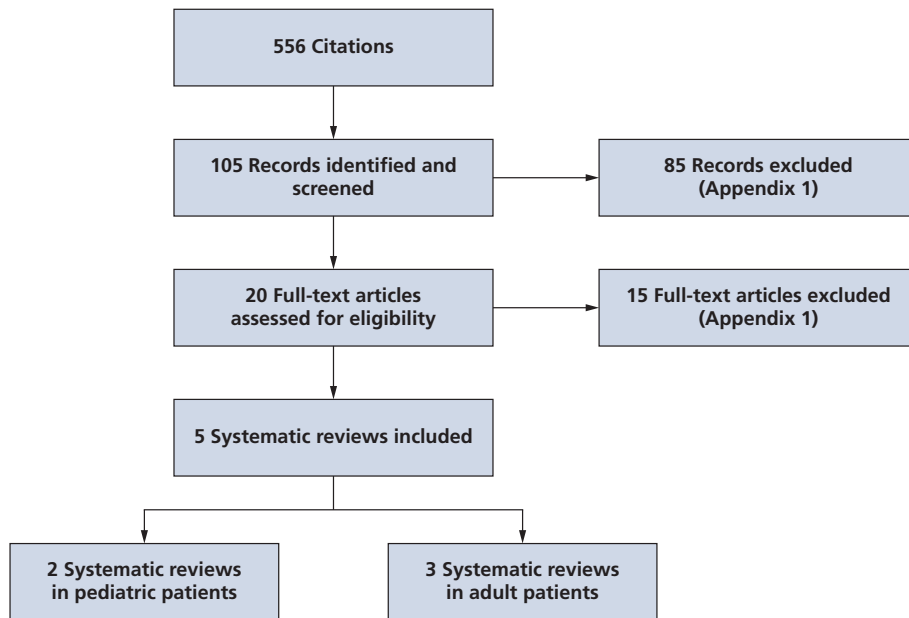 556 Citations
105 Records identified and
screened
85 Records excluded
(Appendix 1)
20 Full-text articles
assessed for eligibility
15 Full-text articles excluded
(Appendix 1)
5 Systematic reviews included
2 Systematic reviews
in pediatric patients
3 Systematic reviews
in adult patients